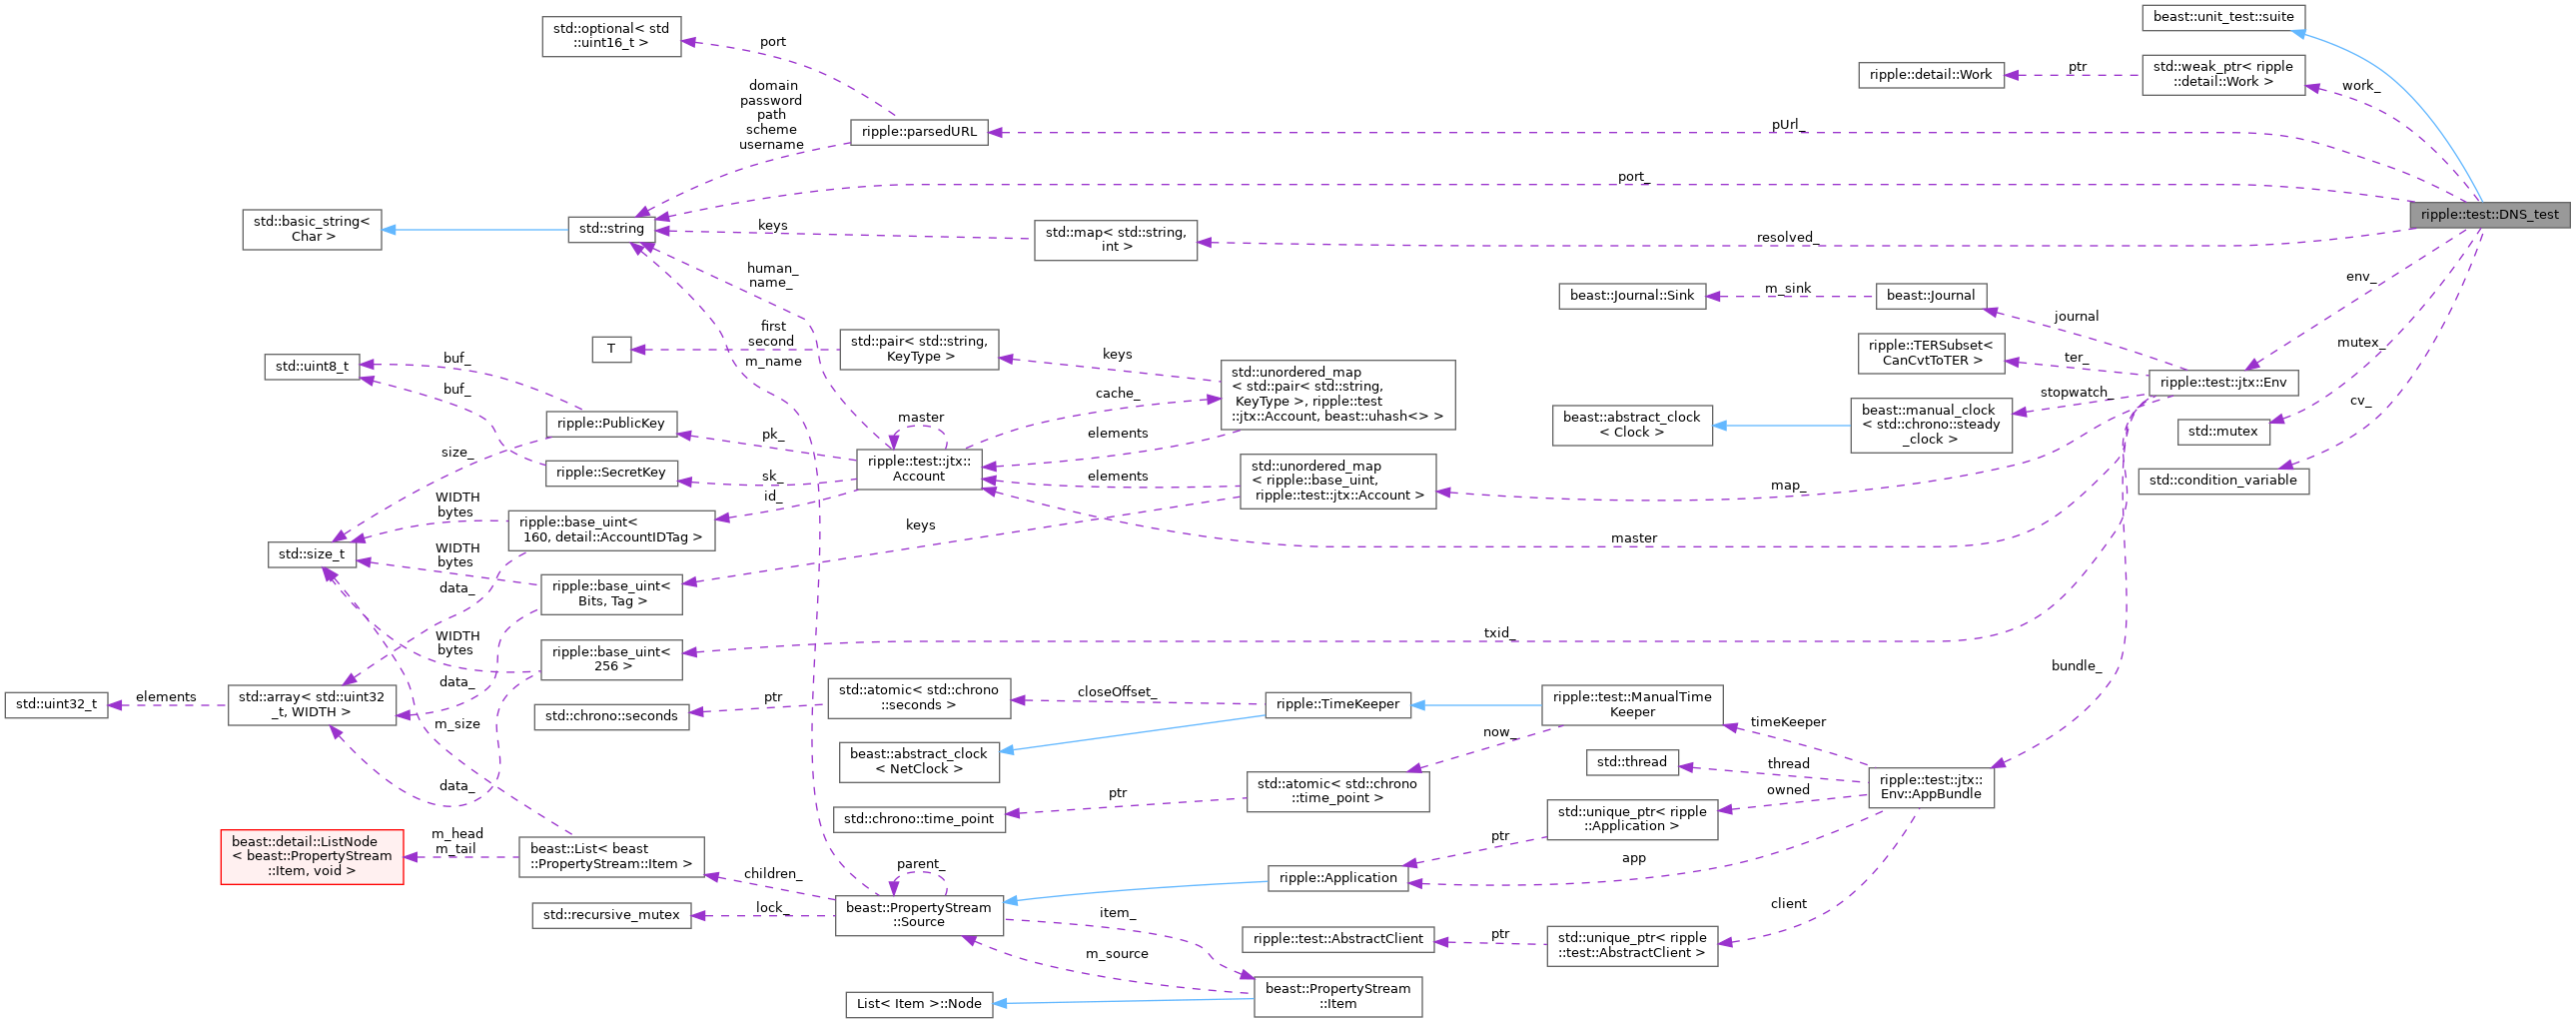 beast::unit_test::suite
std::optional< std
::uint16_t >
port
ripple::detail::Work
ptr
std::weak_ptr< ripple
::detail::Work >
work_
domain
password
path
scheme
username
ripple::parsedURL
pUrl_
port_
ripple::test::DNS_test
std::basic_string<
Char >
std::string
keys
std::map< std::string,
int >
resolved_
human_
name_
env_
beast::Journal::Sink
m_sink
beast::Journal
journal
T
first
second
std::pair< std::string,
KeyType >
keys
m_name
ripple::TERSubset<
CanCvtToTER >
ter_
mutex_
std::uint8_t
buf_
buf_
std::unordered_map
< std::pair< std::string,
KeyType >, ripple::test
::jtx::Account, beast::uhash<> >
cache_
stopwatch_
ripple::test::jtx::Env
cv_
ripple::PublicKey
pk_
master
elements
beast::abstract_clock
< Clock >
beast::manual_clock
< std::chrono::steady
_clock >
std::mutex
size_
ripple::SecretKey
sk_
ripple::test::jtx::
Account
elements
std::unordered_map
< ripple::base_uint,
ripple::test::jtx::Account >
map_
std::condition_variable
WIDTH
bytes
ripple::base_uint<
160, detail::AccountIDTag >
id_
keys
master
std::size_t
WIDTH
bytes
data_
ripple::base_uint<
Bits, Tag >
WIDTH
bytes
ripple::base_uint<
256 >
txid_
bundle_
std::uint32_t
elements
std::array< std::uint32
_t, WIDTH >
data_
m_size
std::chrono::seconds
ptr
std::atomic< std::chrono
::seconds >
closeOffset_
ripple::TimeKeeper
ripple::test::ManualTime
Keeper
timeKeeper
now_
beast::abstract_clock
< NetClock >
std::thread
thread
owned
ripple::test::jtx::
Env::AppBundle
data_
std::chrono::time_point
ptr
std::atomic< std::chrono
::time_point >
std::unique_ptr< ripple
::Application >
ptr
app
beast::detail::ListNode
< beast::PropertyStream
::Item, void >
m_head
m_tail
beast::List< beast
::PropertyStream::Item >
children_
parent_
ripple::Application
client
std::recursive_mutex
lock_
beast::PropertyStream
::Source
item_
m_source
ripple::test::AbstractClient
ptr
std::unique_ptr< ripple
::test::AbstractClient >
List< Item >::Node
beast::PropertyStream
::Item